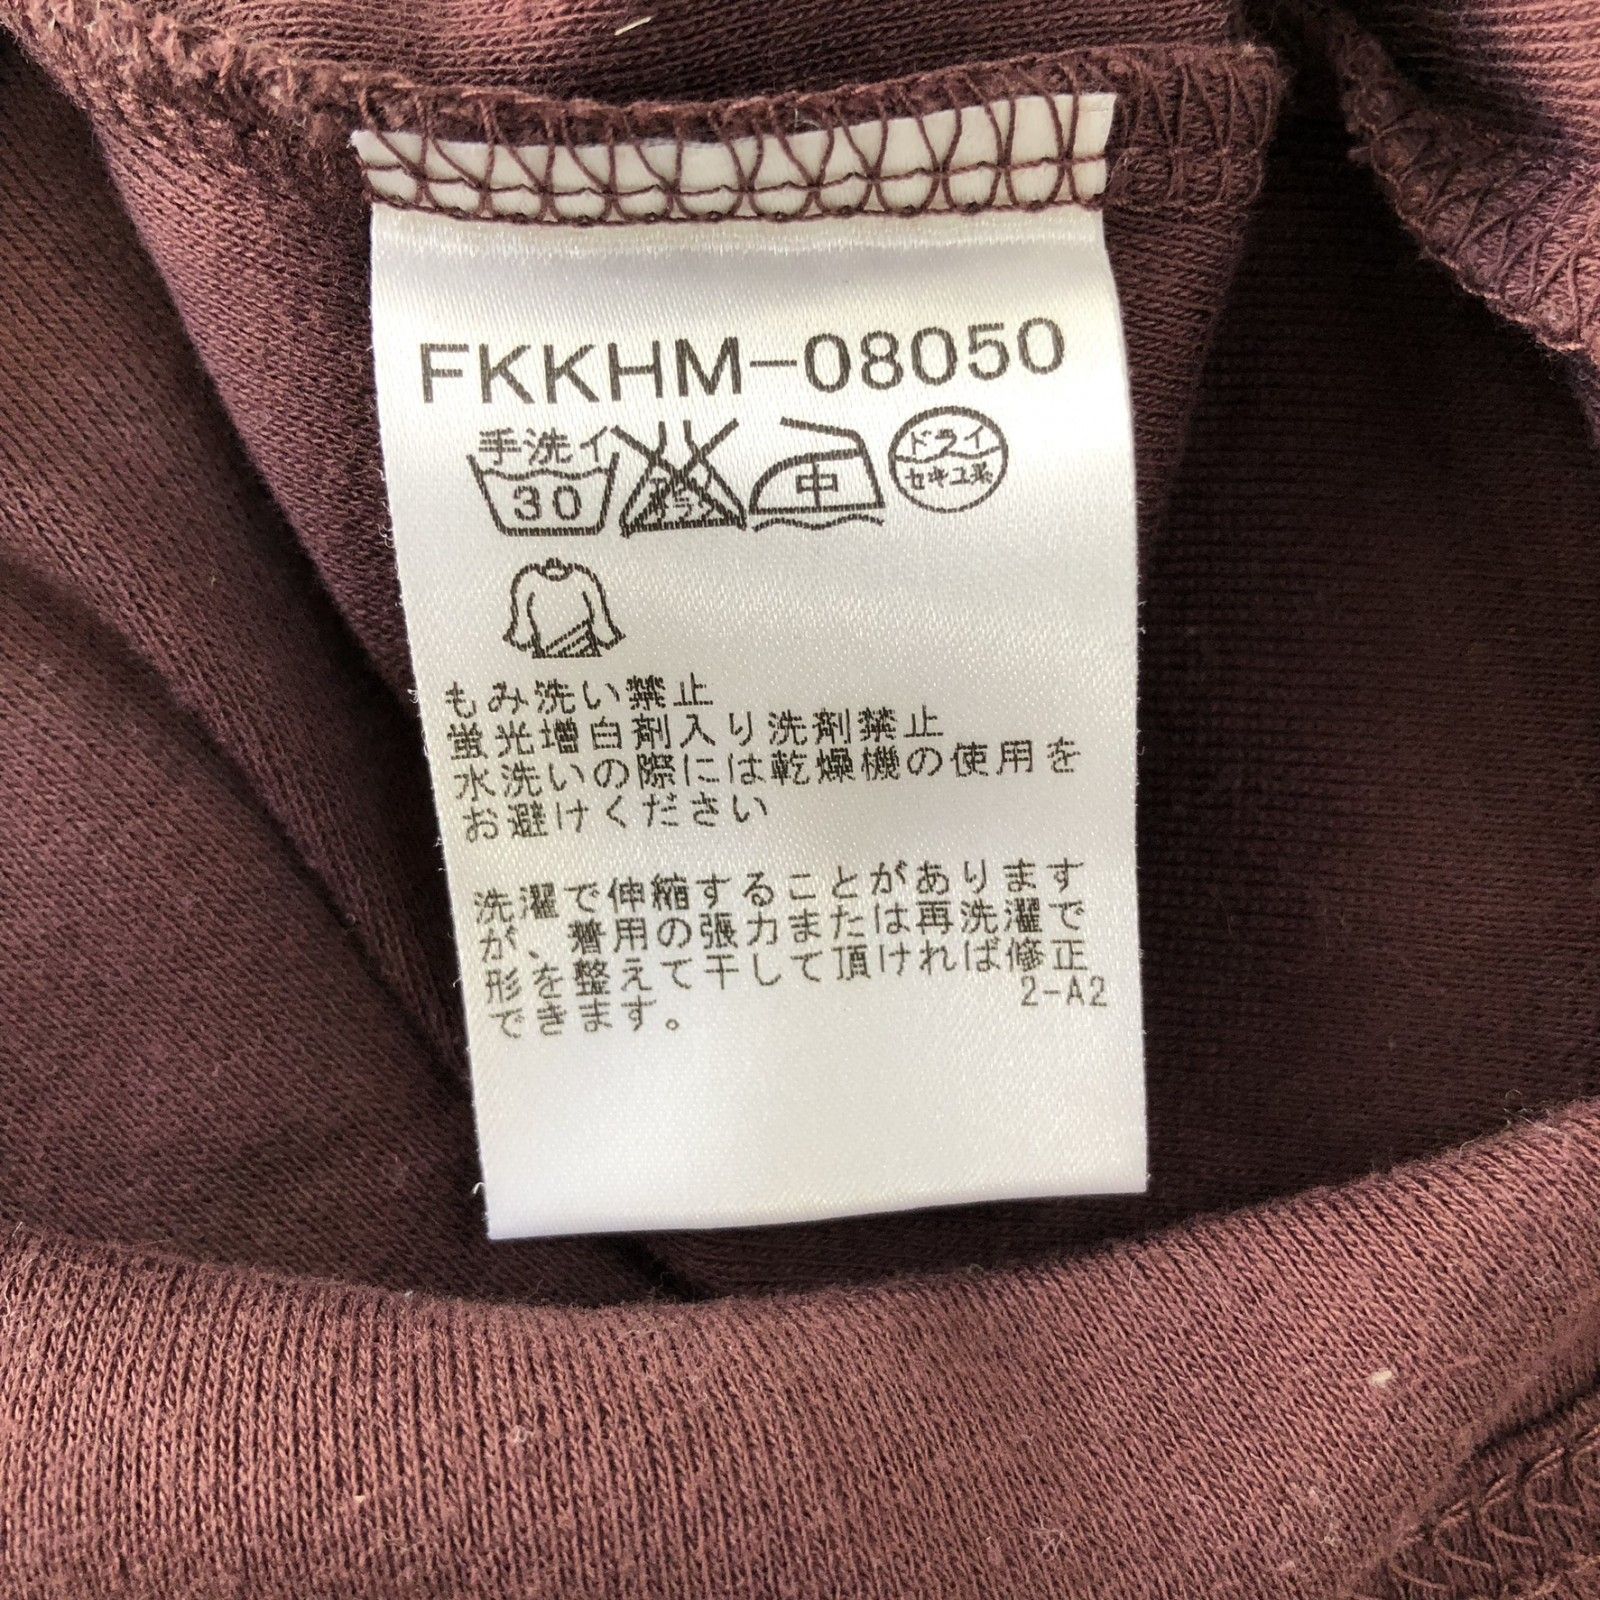 FKKHM-08050
手洗イ
30
中
ドライ
セキユ系
もみ洗い禁止
蛍光増白剤入り洗剤禁止
水洗いの際には乾燥機の使用を
お避けください
洗濯で伸縮することがあります
が、着用の張力または再洗濯で
形を整えて干して頂ければ修正
できます。
2-A2